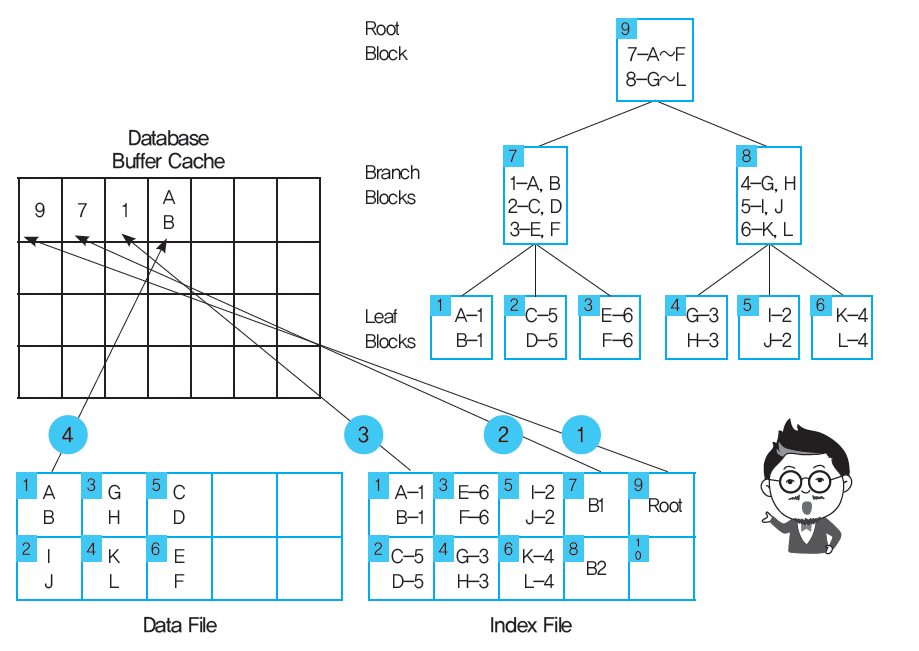 Root
Block
9
7-A~F
8-G~L
Database
Buffer Cache
9
7
1
A
B
Branch
Blocks
7
1-A, B
2-C, D
3-E, F
8
4-G, H
5-I, J
6-K, L
Leaf
Blocks
1
A-1
B-1
2
C-5
D-5
3
E-6
F-6
4
G-3
H-3
5
I-2
J-2
6
K-4
L-4
4
3
2
1
1
A
B
3
G
H
5
C
D
2
I
J
4
K
L
6
E
F
Data File
1
A-1
B-1
3
E-6
F-6
5
I-2
J-2
7
B1
9
Root
2
C-5
D-5
4
G-3
H-3
6
K-4
L-4
8
B2
10
Index File